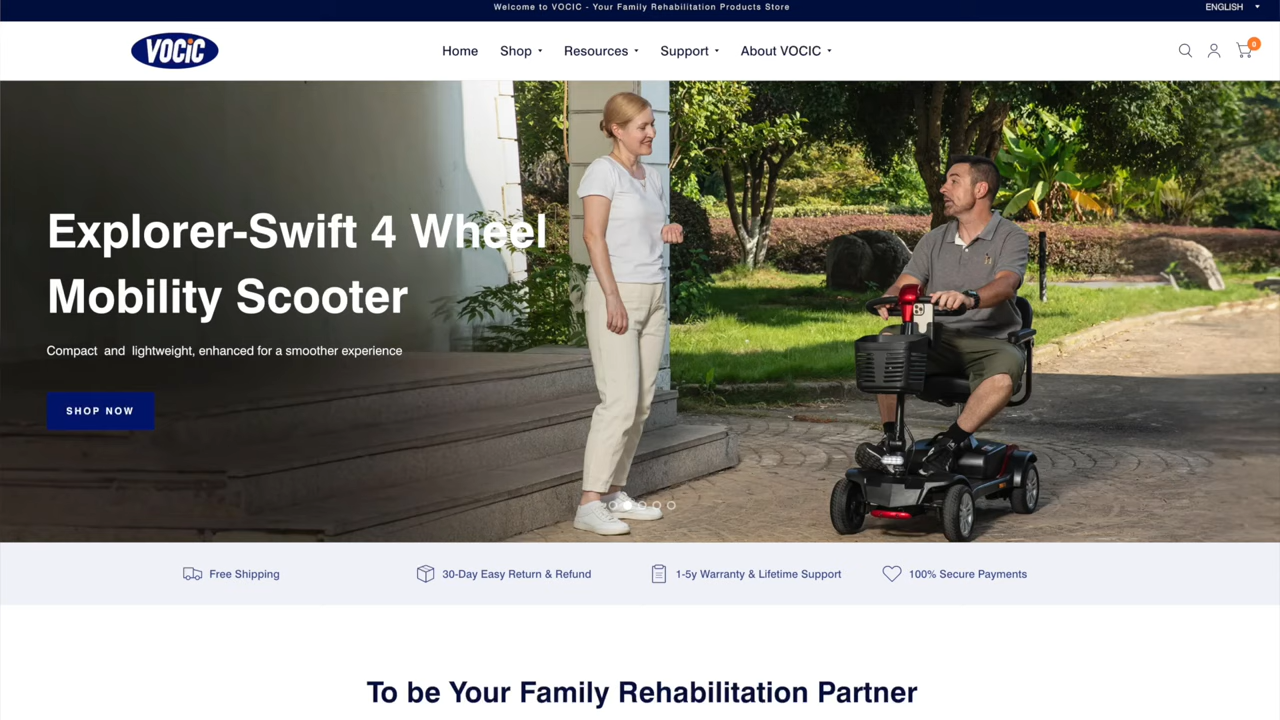 Welcome to VOCIC - Your Family Rehabilitation Products Store
ENGLISH
VOCIC
Home
Shop
Resources
Support
About VOCIC
0
Explorer-Swift 4 Wheel
Mobility Scooter
Compact and lightweight, enhanced for a smoother experience
SHOP NOW
Free Shipping
30-Day Easy Return & Refund
1-5y Warranty & Lifetime Support
100% Secure Payments
To be Your Family Rehabilitation Partner